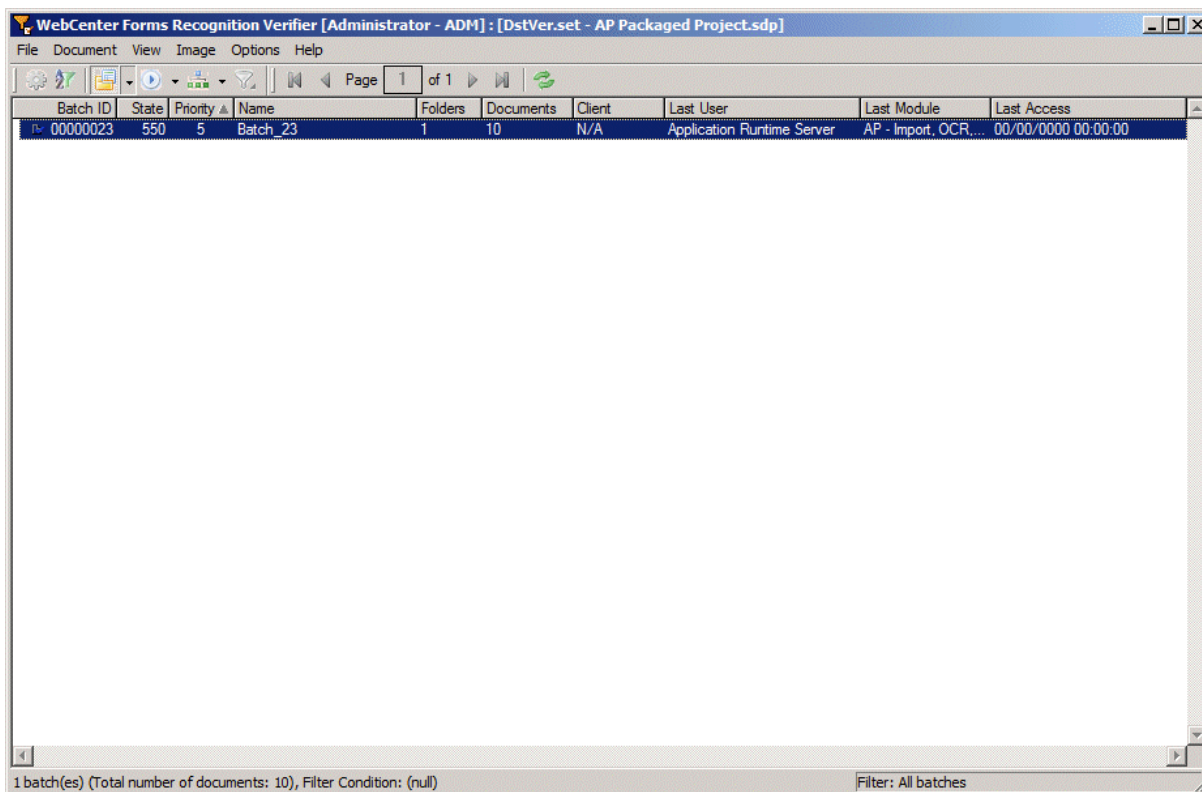 WebCenter Forms Recognition Verifier [Administrator - ADM] : [DstVer.set - AP Packaged Project.sdp]
File Document View Image Options Help
Page 1 of 1
Batch ID State Priority Name Folders Documents Client Last User Last Module Last Access
00000023 550 5 Batch_23 1 10 N/A Application Runtime Server AP - Import, OCR,... 00/00/0000 00:00:00
1 batch(es) (Total number of documents: 10), Filter Condition: (null) Filter: All batches